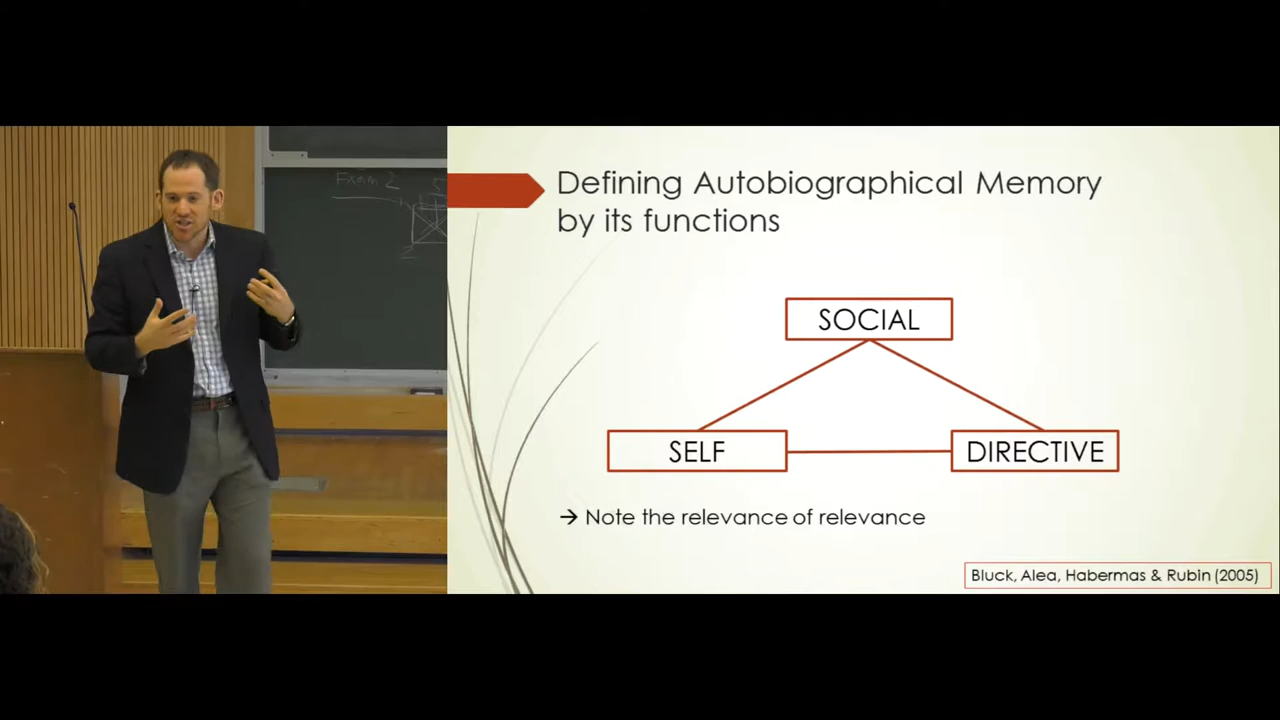 Exam 2
Defining Autobiographical Memory
by its functions
SOCIAL
SELF
DIRECTIVE
→ Note the relevance of relevance
Bluck, Alea, Habermas & Rubin (2005)